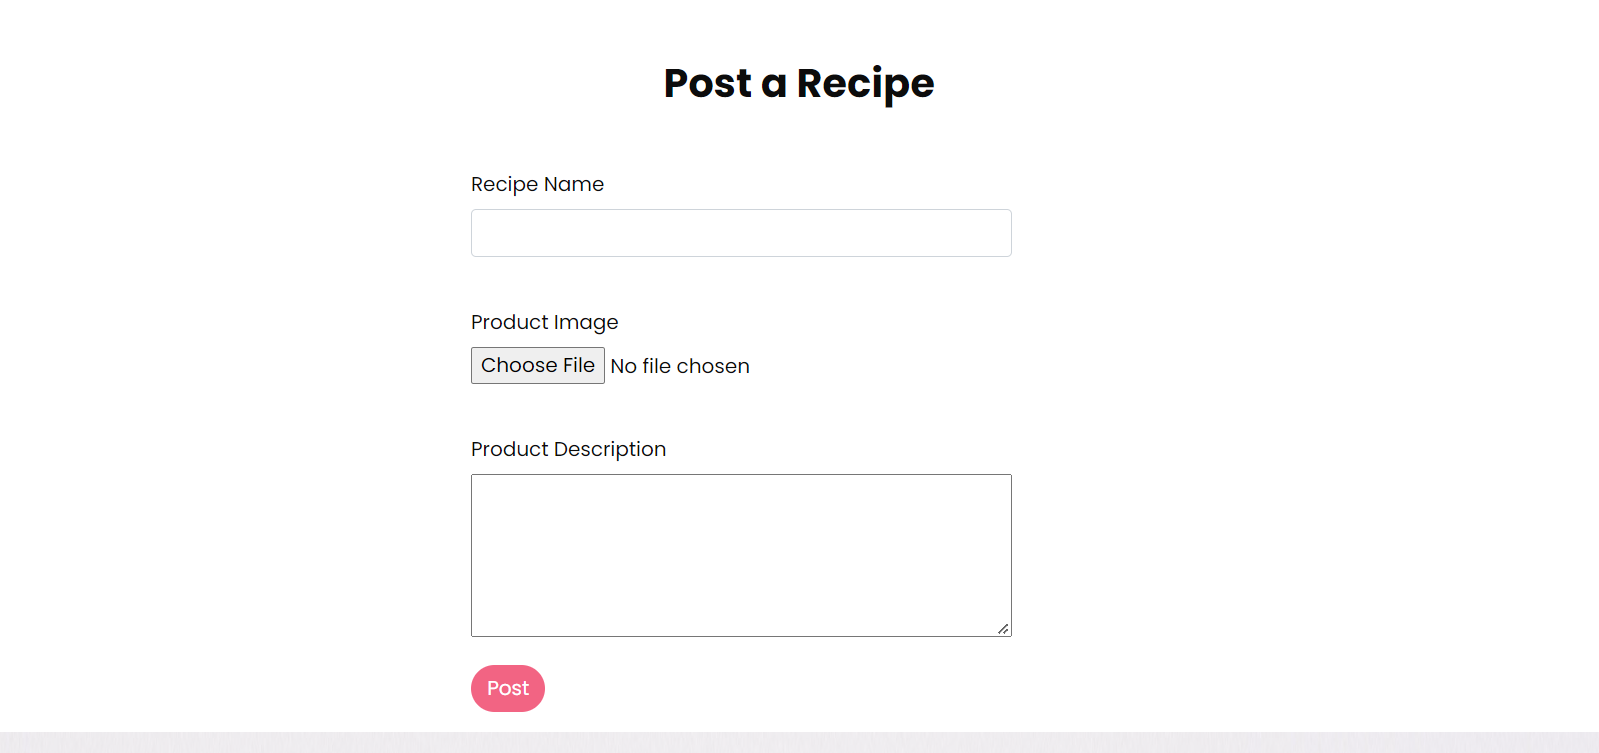 Post a Recipe
Recipe Name
Product Image
Choose File No file chosen
Product Description
Post